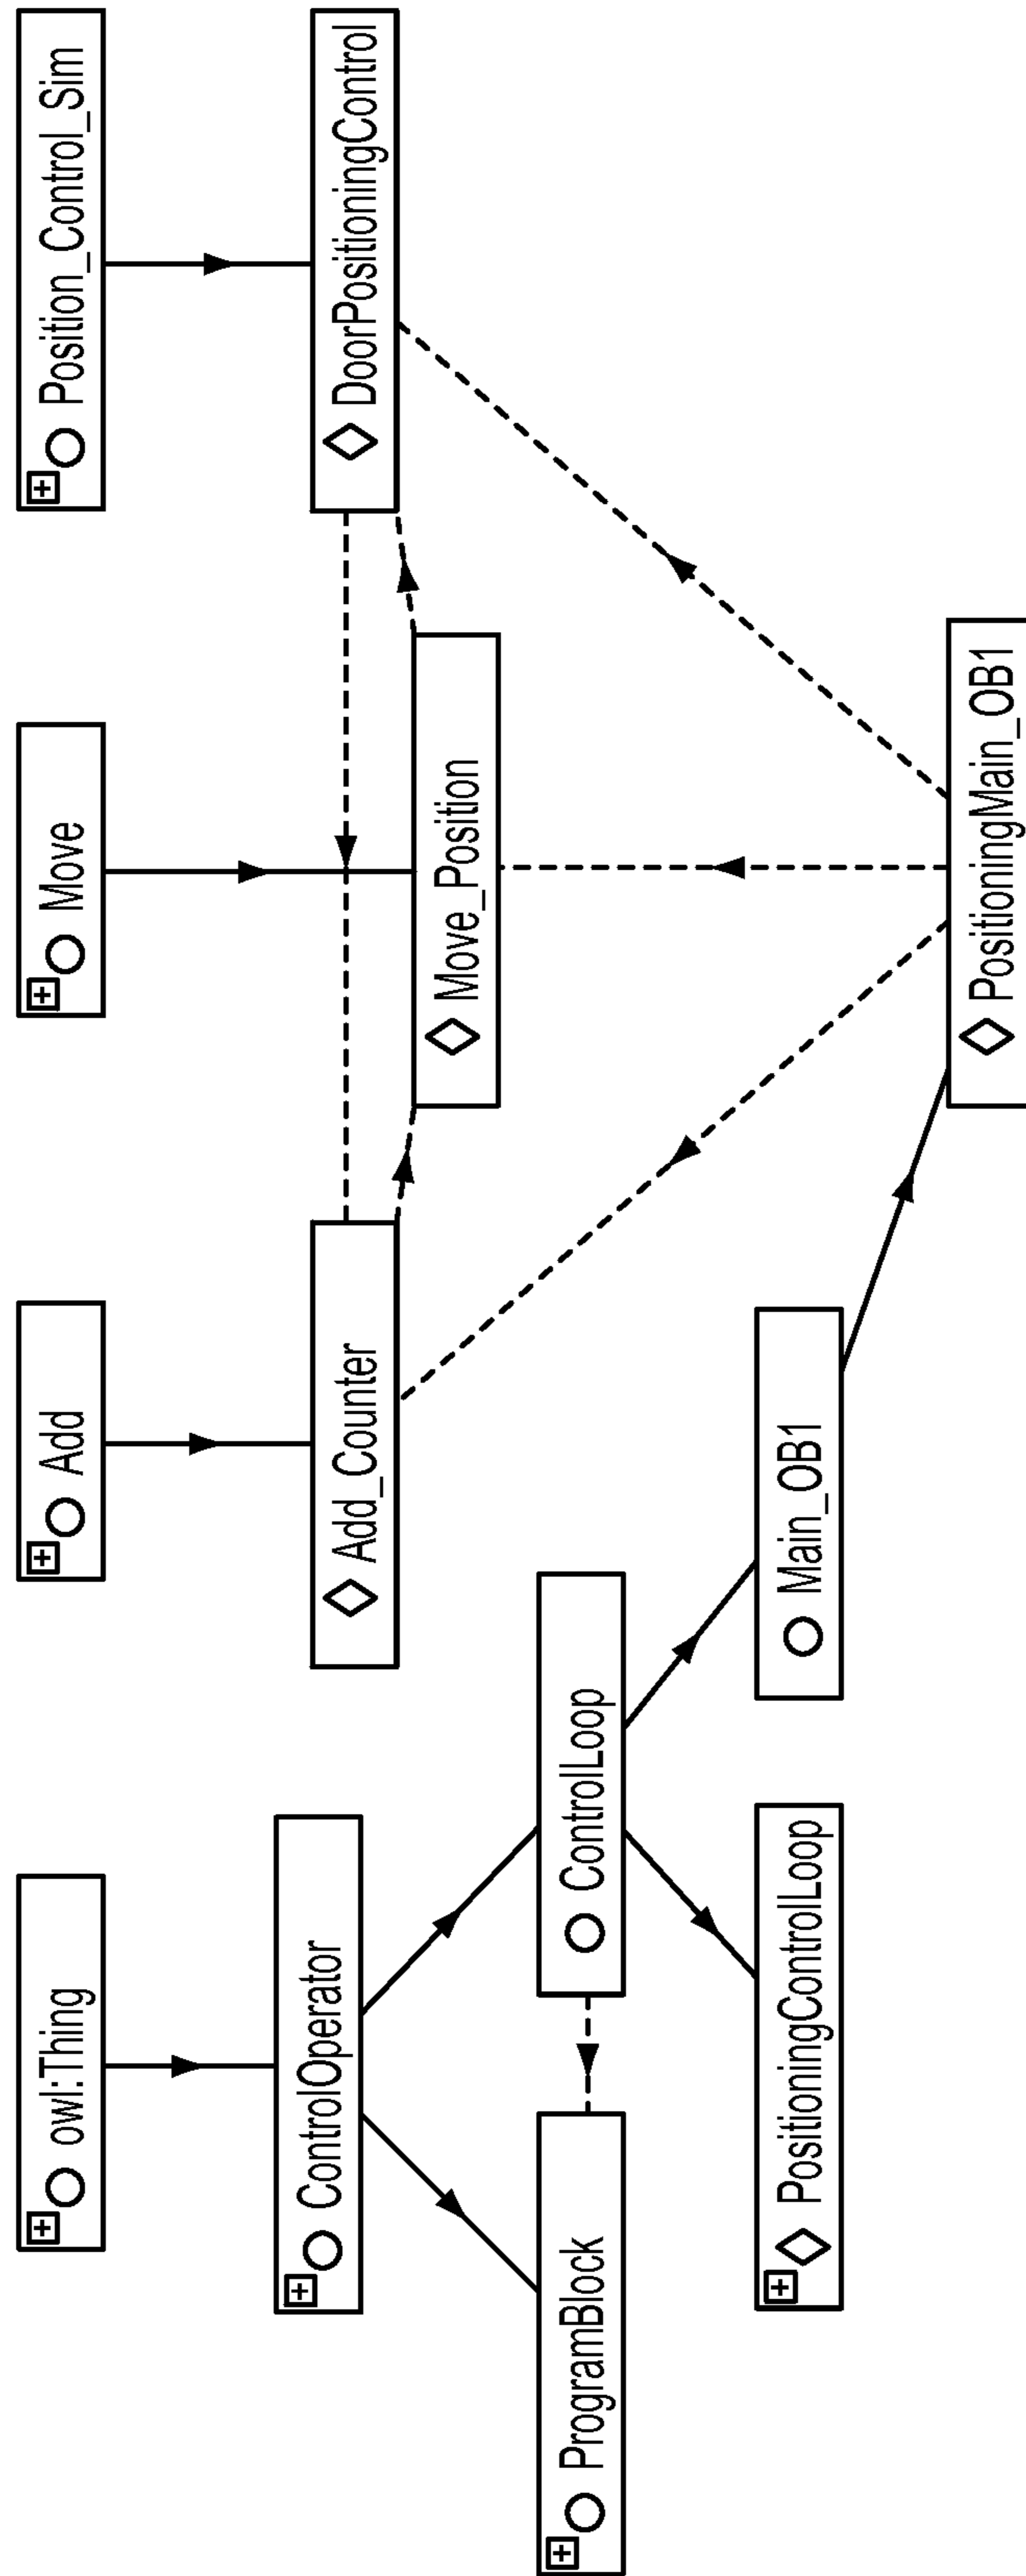 owl:Thing
Add
Move
Position_Control_Sim
ControlOperator
Add_Counter
DoorPositioningControl
Move_Position
ProgramBlock
ControlLoop
PositioningControlLoop
Main_OB1
PositioningMain_OB1